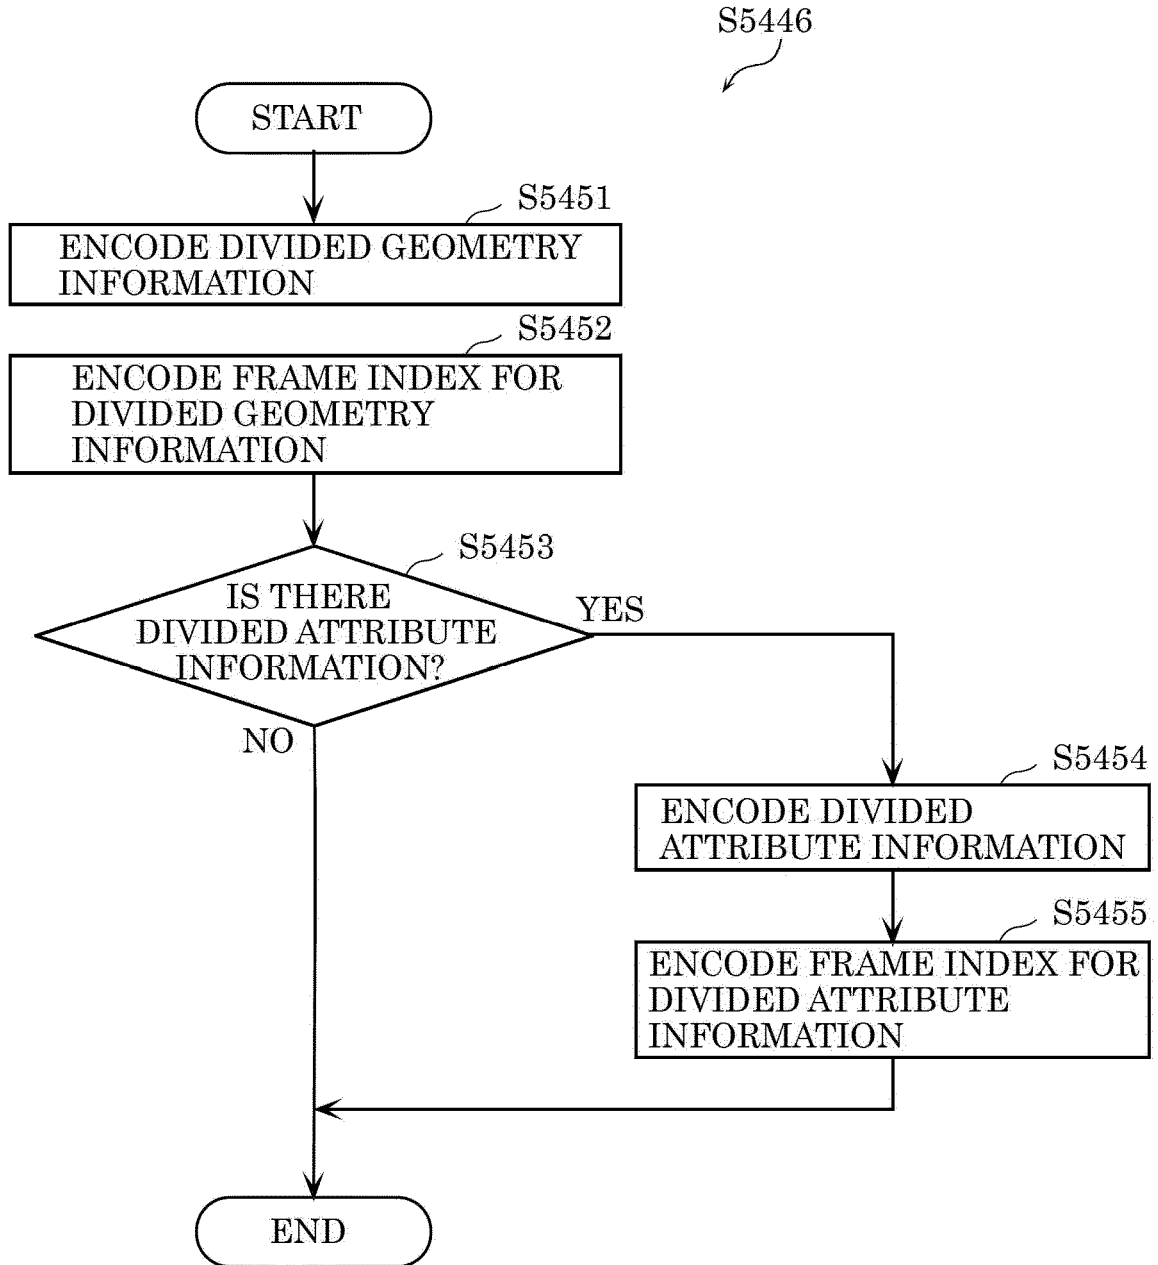 S5446
START
S5451
ENCODE DIVIDED GEOMETRY
INFORMATION
S5452
ENCODE FRAME INDEX FOR
DIVIDED GEOMETRY
INFORMATION
S5453
IS THERE
DIVIDED ATTRIBUTE
INFORMATION?
YES
NO
S5454
ENCODE DIVIDED
ATTRIBUTE INFORMATION
S5455
ENCODE FRAME INDEX FOR
DIVIDED ATTRIBUTE
INFORMATION
END